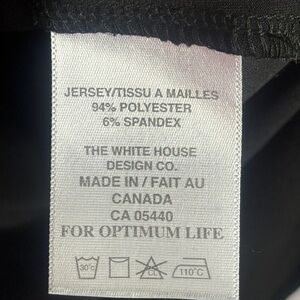 JERSEY/TISSU A MAILLES
94% POLYESTER
6% SPANDEX
THE WHITE HOUSE
DESIGN CO.
MADE IN / FAIT AU
CANADA
CA 05440
FOR OPTIMUM LIFE
30°C CL 110°C